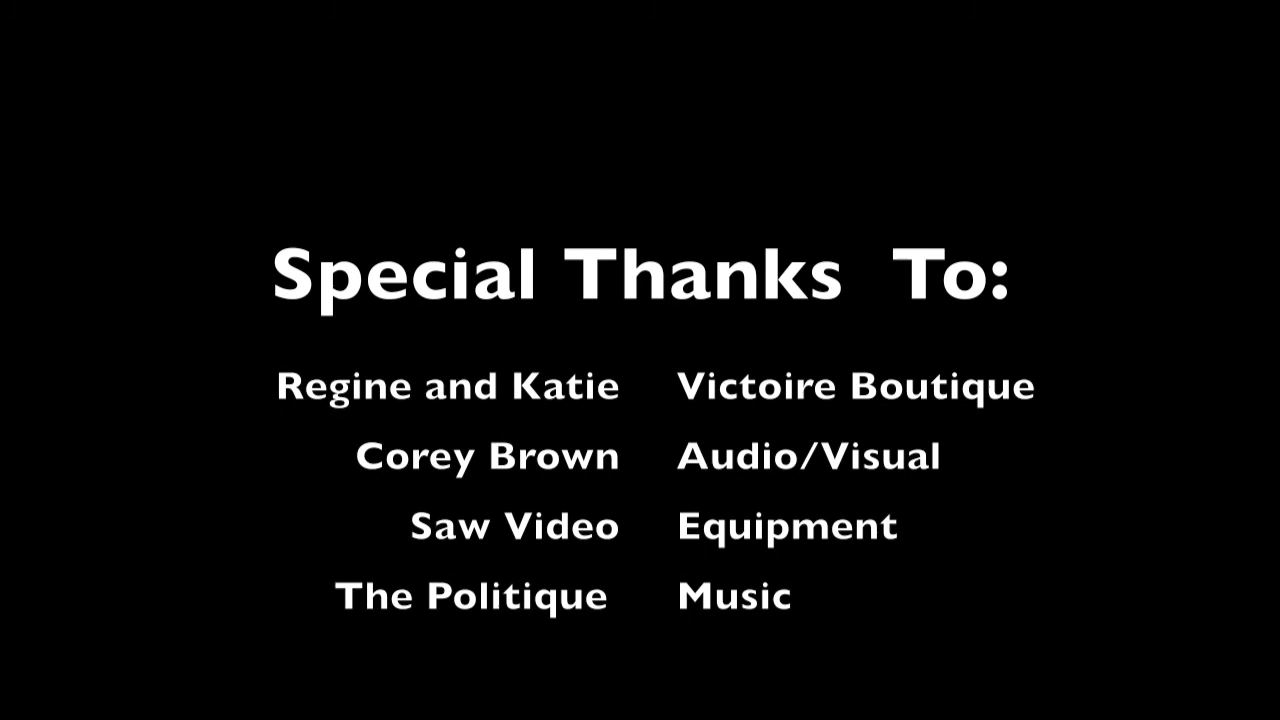 Special Thanks To:
Regine and Katie Victoire Boutique
Corey Brown Audio/Visual
Saw Video Equipment
The Politique Music